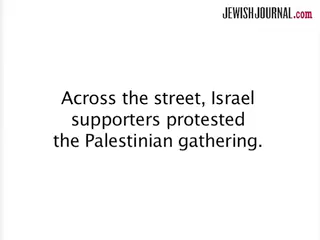 JEWISHJOURNAL.com
Across the street, Israel
supporters protested
the Palestinian gathering.